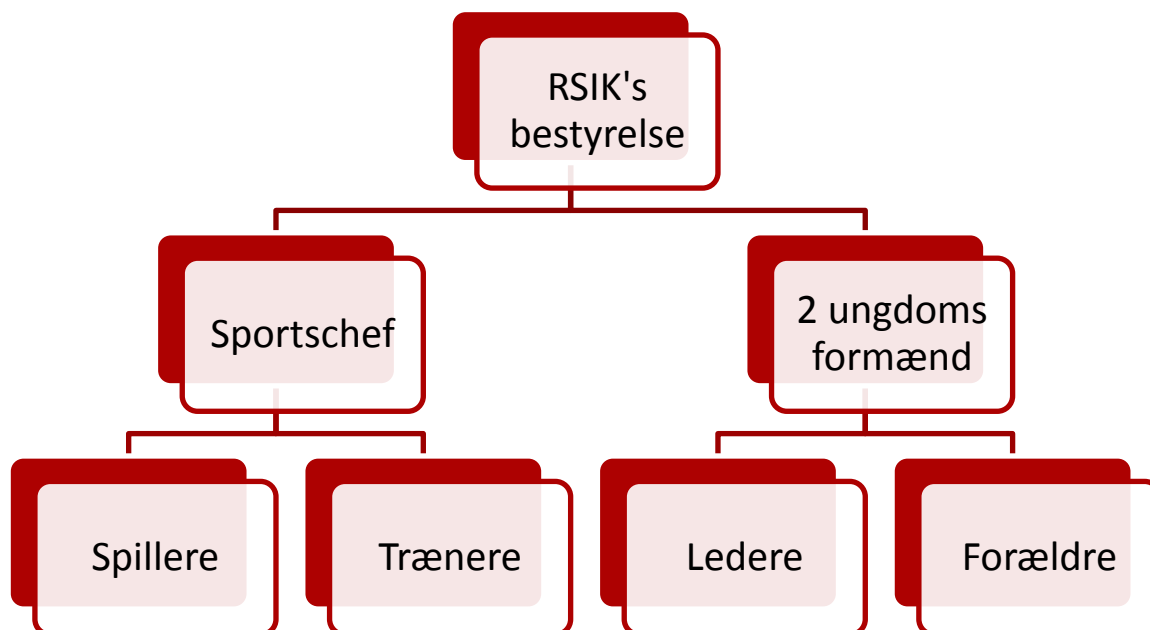 RSIK's
bestyrelse
Sportschef
2 ungdoms
formænd
Spillere
Trænere
Ledere
Forældre